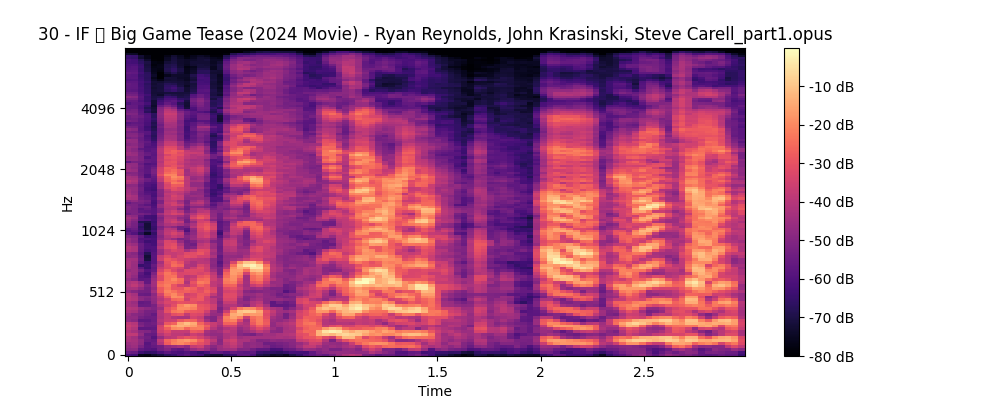 30 - IF ▯ Big Game Tease (2024 Movie) - Ryan Reynolds, John Krasinski, Steve Carell_part1.opus
Hz
4096
2048
1024
512
0
0
0.5
1
1.5
2
2.5
Time
-10 dB
-20 dB
-30 dB
-40 dB
-50 dB
-60 dB
-70 dB
-80 dB